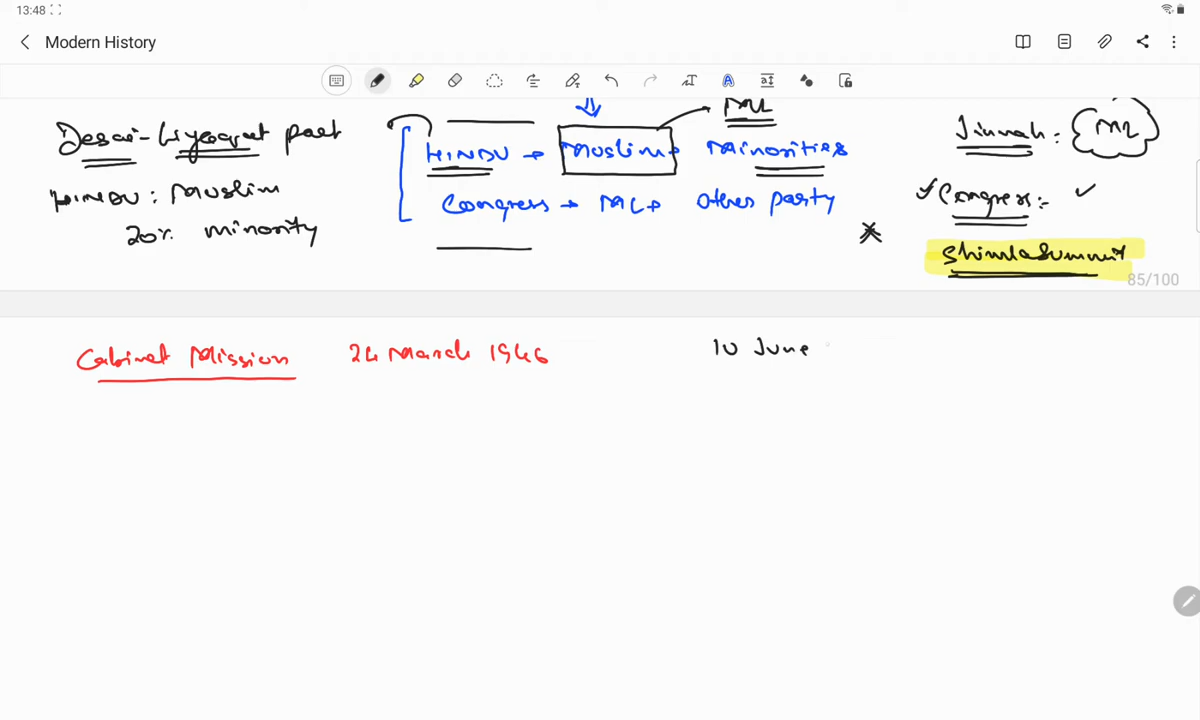 13:48
Modern History
Desai-Liyaqat pact
HINDU: Muslim
20% minority
ML
HINDU → Muslim → Minorities
Congress → ML → Other party
Jinnah: ML
Congress:- ✓
Shimla Summit
85/100
Cabinet Mission 24 March 1946
10 June